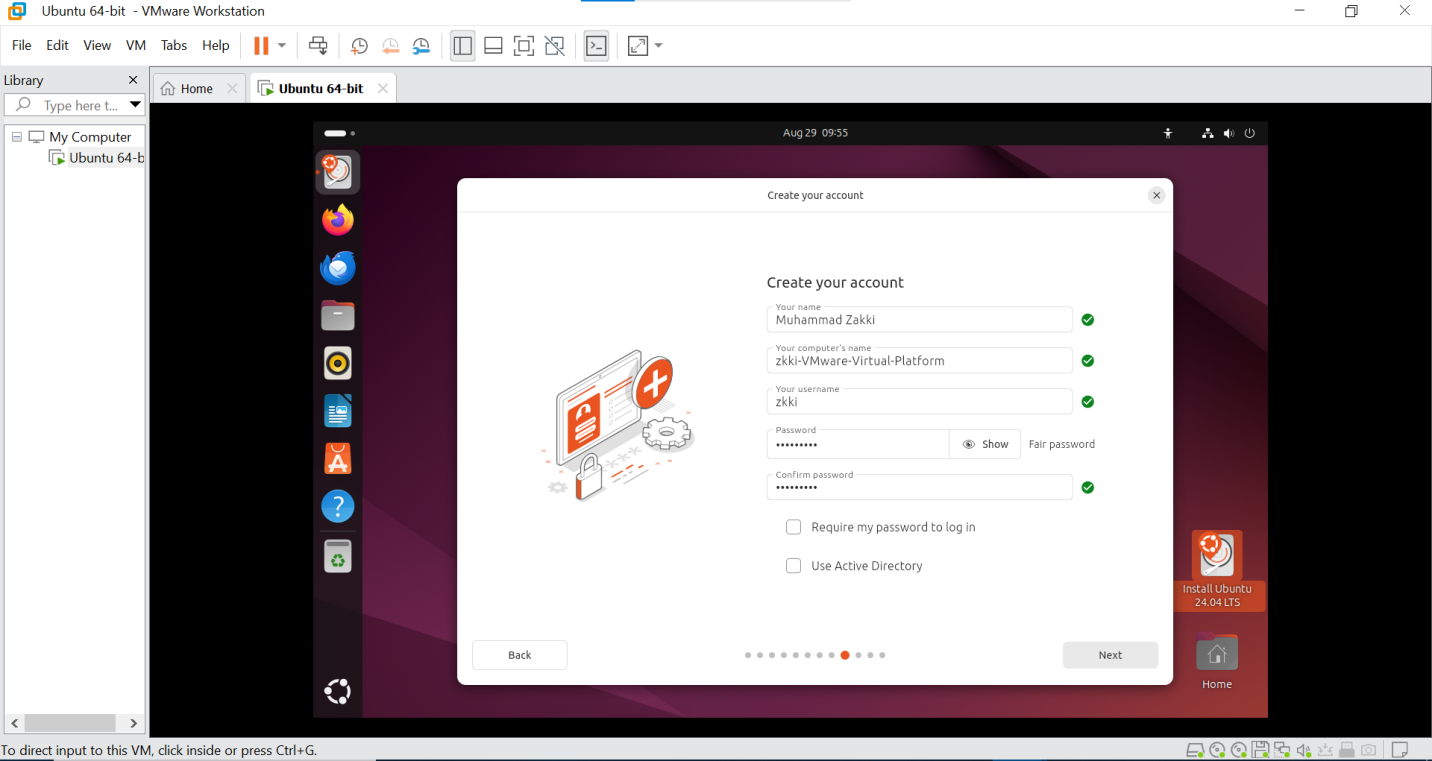 Ubuntu 64-bit - VMware Workstation
File Edit View VM Tabs Help
Library
Home
Ubuntu 64-bit
Type here t...
My Computer
Ubuntu 64-b
Aug 29 09:55
Create your account
Create your account
Your name
Muhammad Zakki
Your computer's name
zkki-VMware-Virtual-Platform
Your username
zkki
Password
•••••••••
Show
Fair password
Confirm password
•••••••••
Require my password to log in
Use Active Directory
Install Ubuntu
24.04 LTS
Back
Next
Home
To direct input to this VM, click inside or press Ctrl+G.